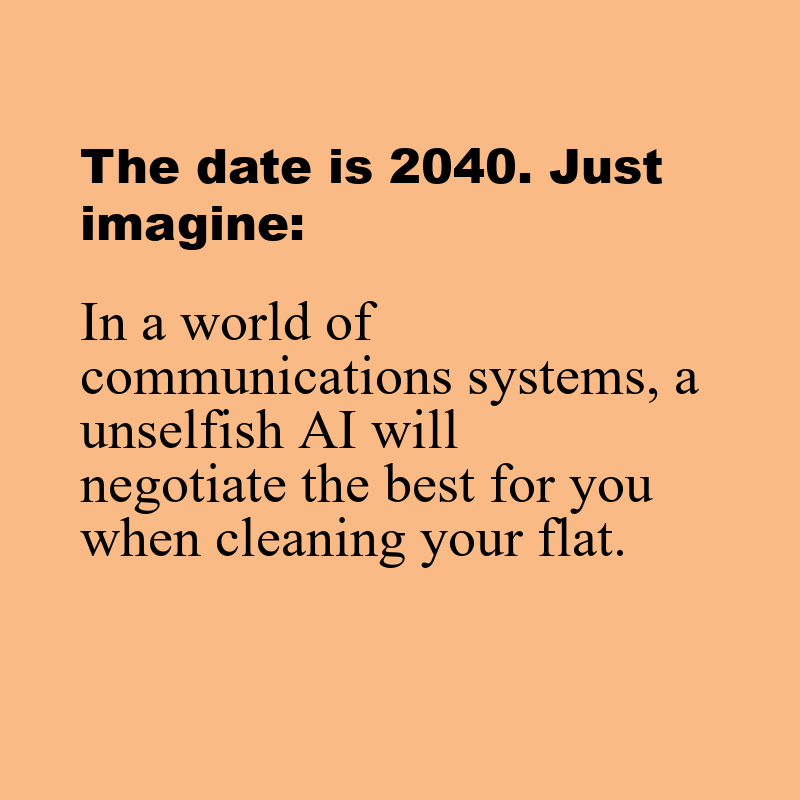 The date is 2040. Just
imagine:
In a world of
communications systems, a
unselfish AI will
negotiate the best for you
when cleaning your flat.